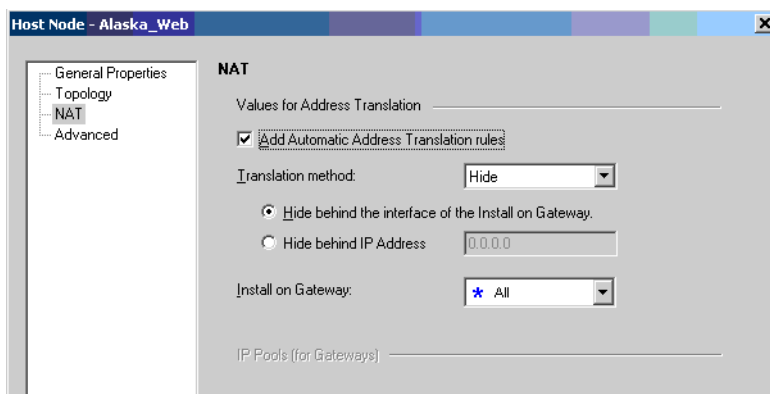 Host Node - Alaska_Web
General Properties
Topology
NAT
Advanced
NAT
Values for Address Translation
Add Automatic Address Translation rules
Translation method:
Hide
Hide behind the interface of the Install on Gateway.
Hide behind IP Address
0.0.0.0
Install on Gateway:
* All
IP Pools (for Gateways)